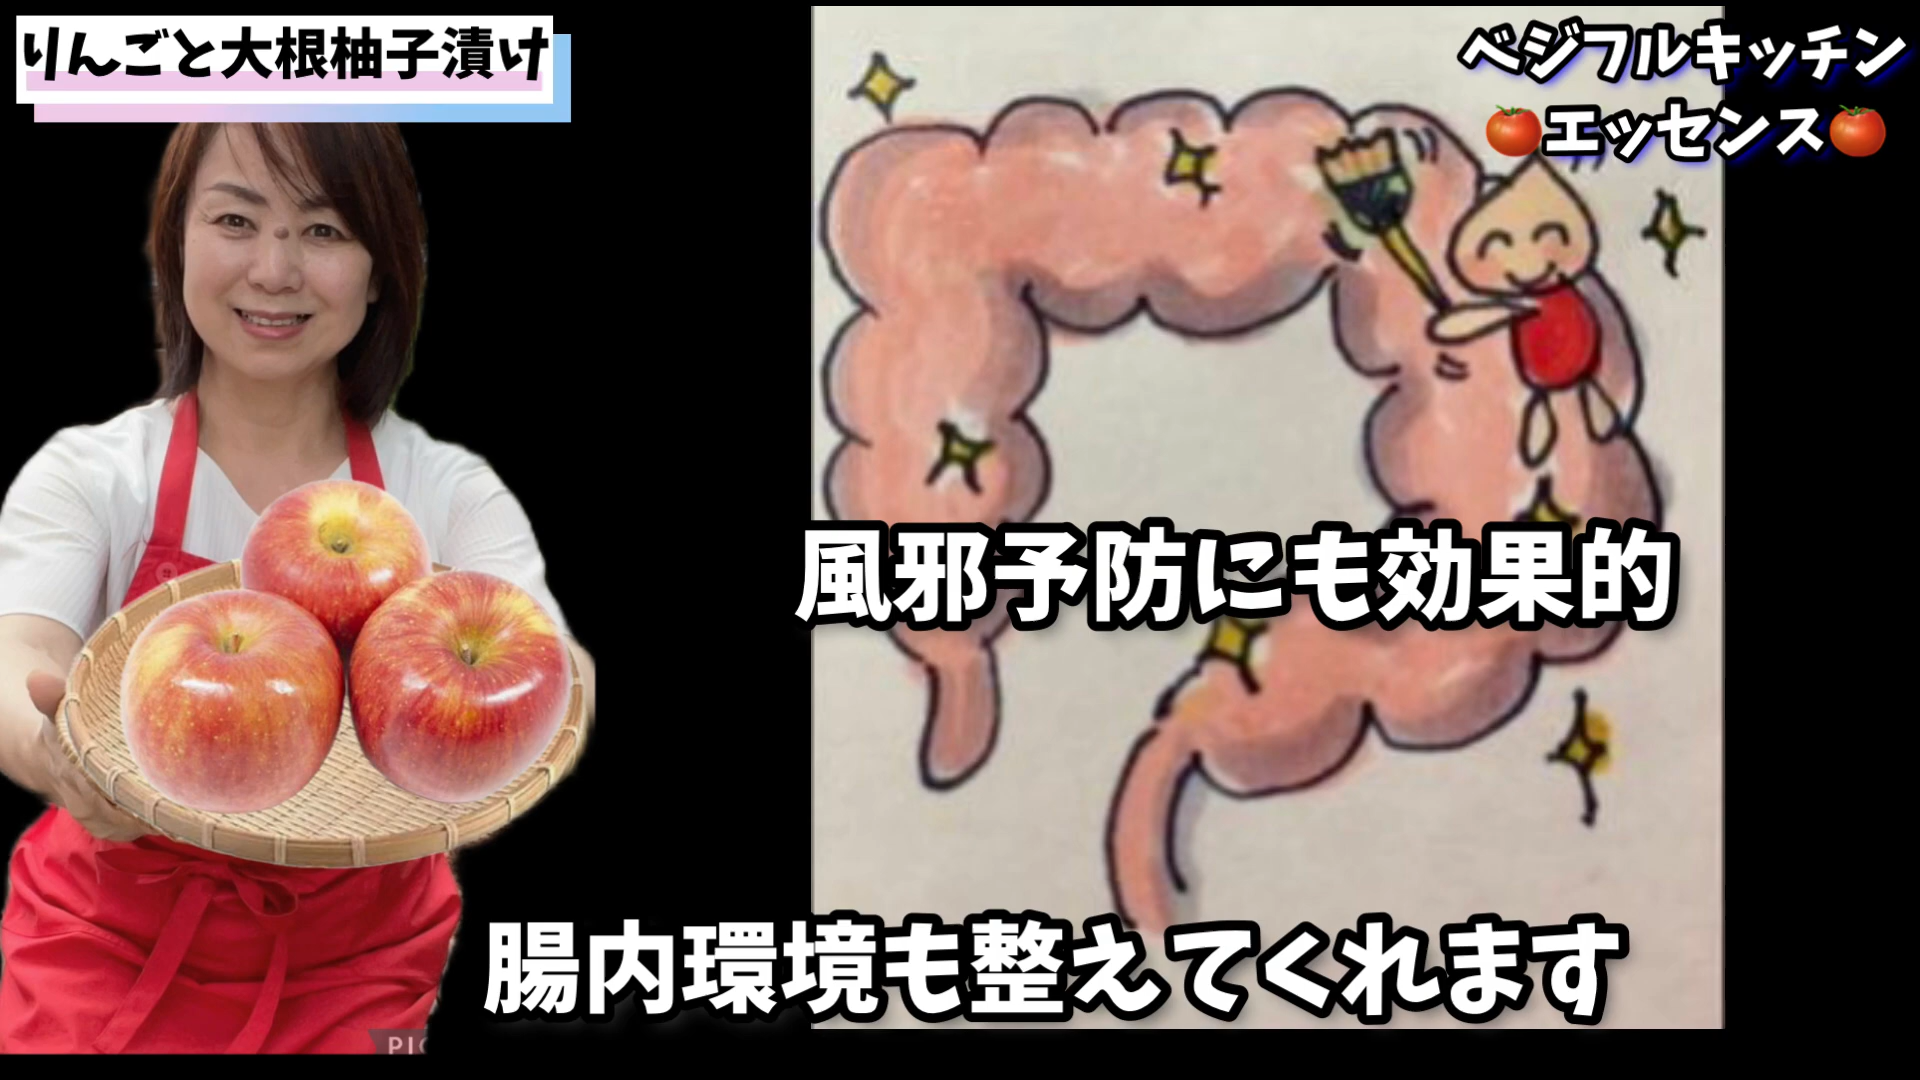 りんごと大根柚子漬け
ベジフルキッチン
🍅エッセンス🍅
風邪予防にも効果的
腸内環境も整えてくれます